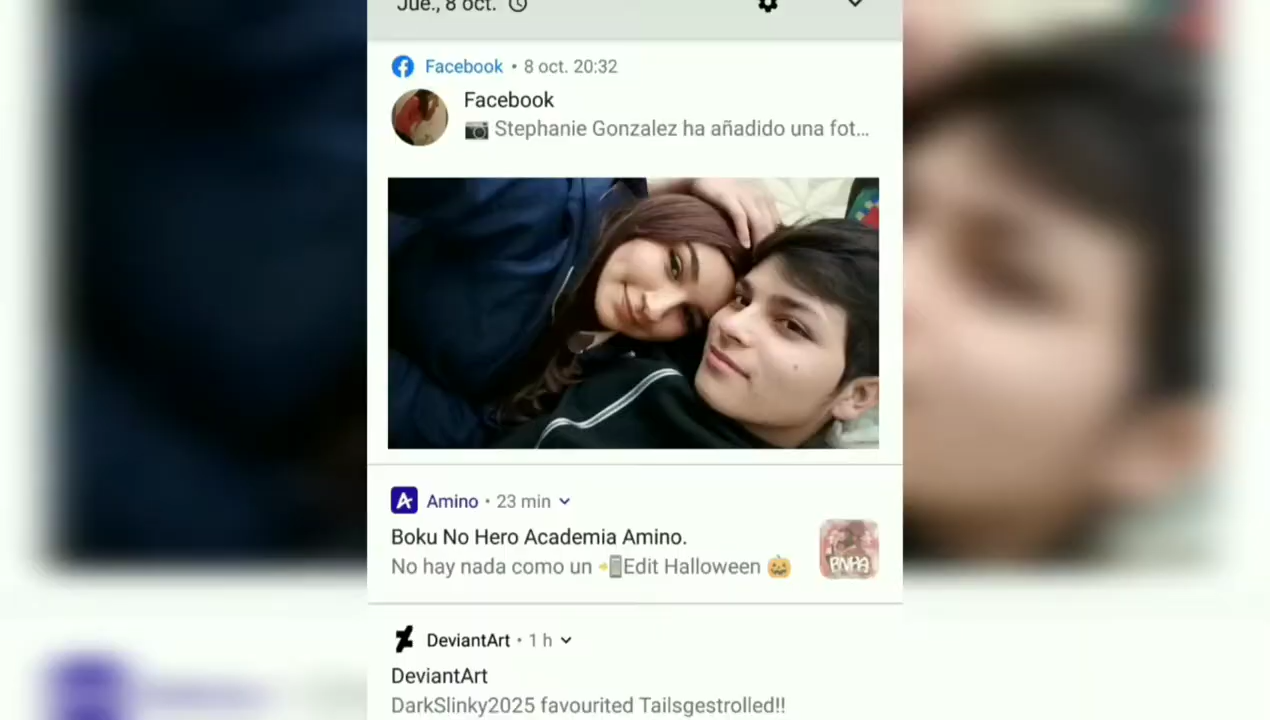 Jue., 8 oct.
Facebook • 8 oct. 20:32
Facebook
📷 Stephanie Gonzalez ha añadido una fot...
Amino • 23 min
Boku No Hero Academia Amino.
No hay nada como un 📲Edit Halloween 🎃
BNHA
DeviantArt • 1 h
DeviantArt
DarkSlinky2025 favourited Tailsgestrolled!!